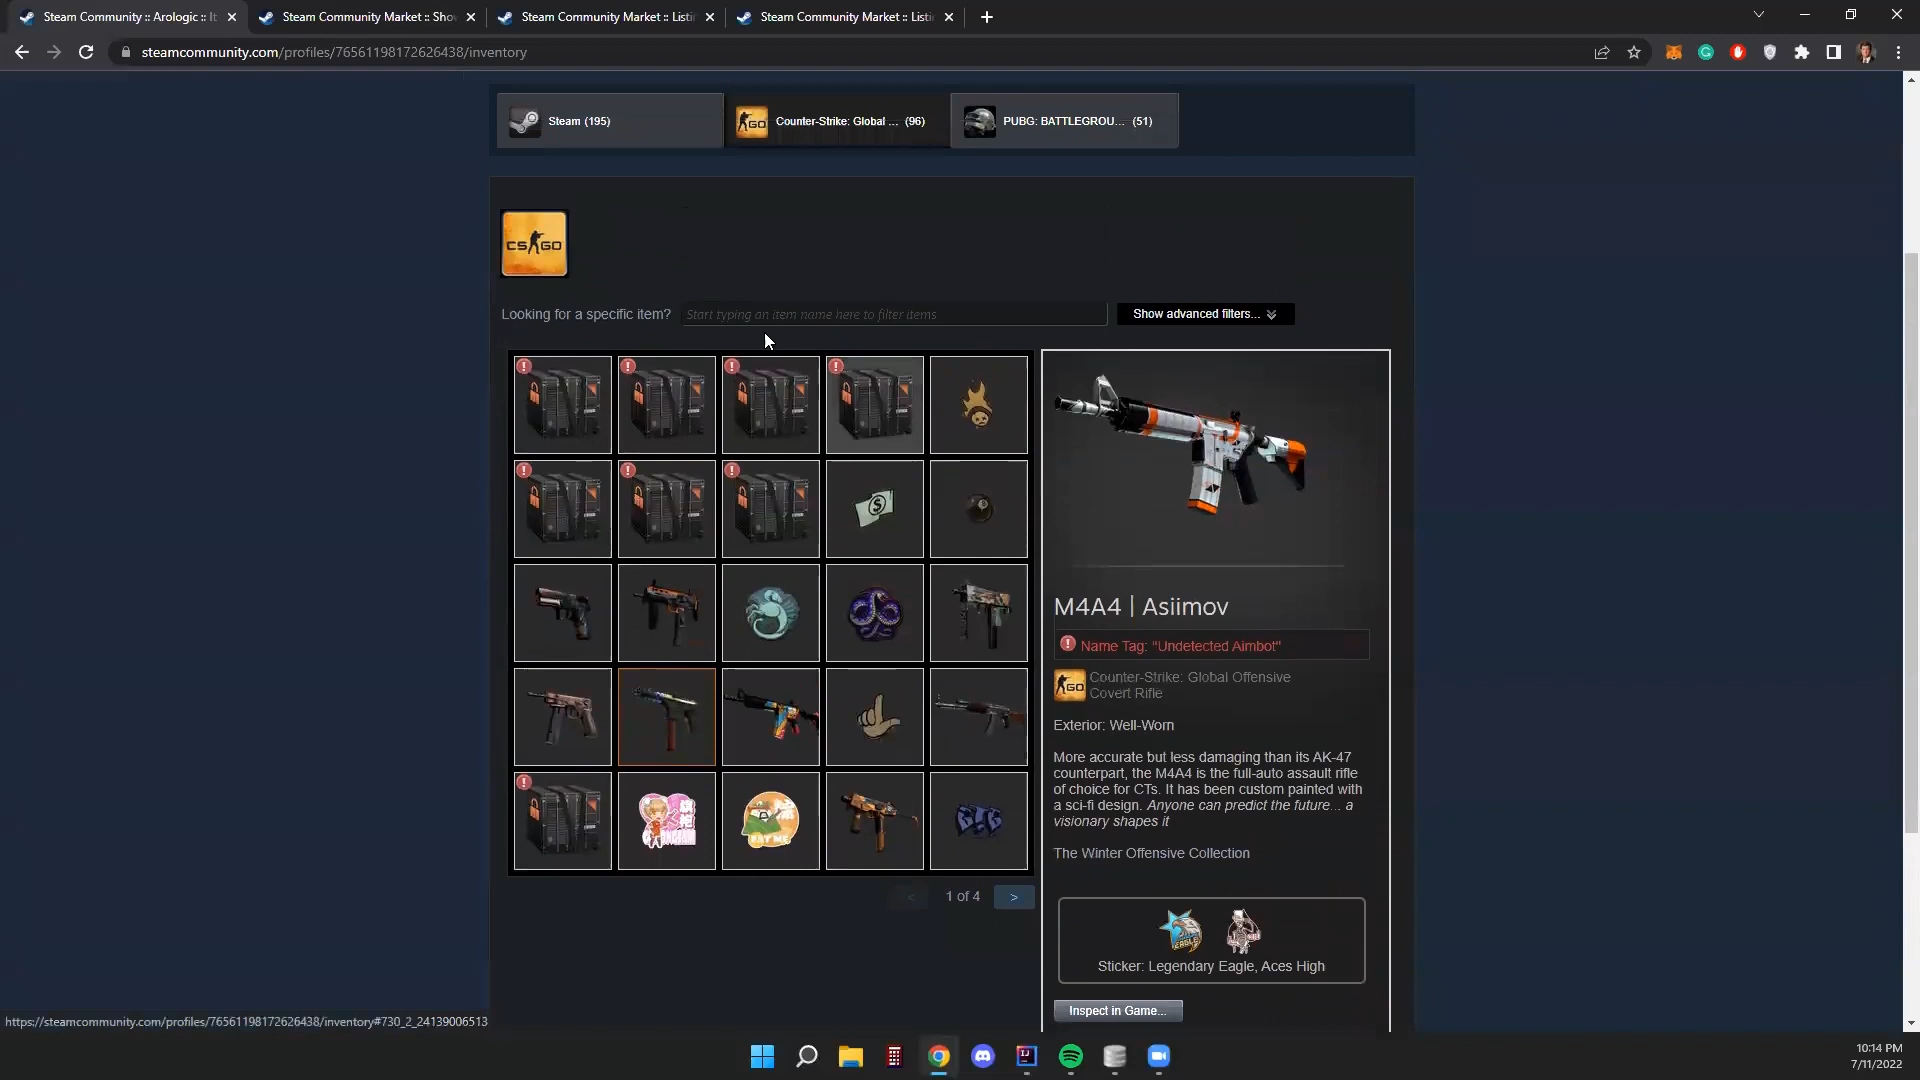 Steam Community :: Arologic :: It
Steam Community Market :: Sho
Steam Community Market :: Listi
Steam Community Market :: Listi
steamcommunity.com/profiles/76561198172626438/inventory
Steam (195)
Counter-Strike: Global ... (96)
PUBG: BATTLEGROU... (51)
CS GO
Looking for a specific item?
Start typing an item name here to filter items
Show advanced filters...
M4A4 | Asiimov
Name Tag: "Undetected Aimbot"
GO
Counter-Strike: Global Offensive
Covert Rifle
Exterior: Well-Worn
More accurate but less damaging than its AK-47
counterpart, the M4A4 is the full-auto assault rifle
of choice for CTs. It has been custom painted with
a sci-fi design. Anyone can predict the future... a
visionary shapes it
The Winter Offensive Collection
1 of 4
>
Sticker: Legendary Eagle, Aces High
Inspect in Game...
https://steamcommunity.com/profiles/76561198172626438/inventory#730_2_24139006513
10:14 PM
7/11/2022